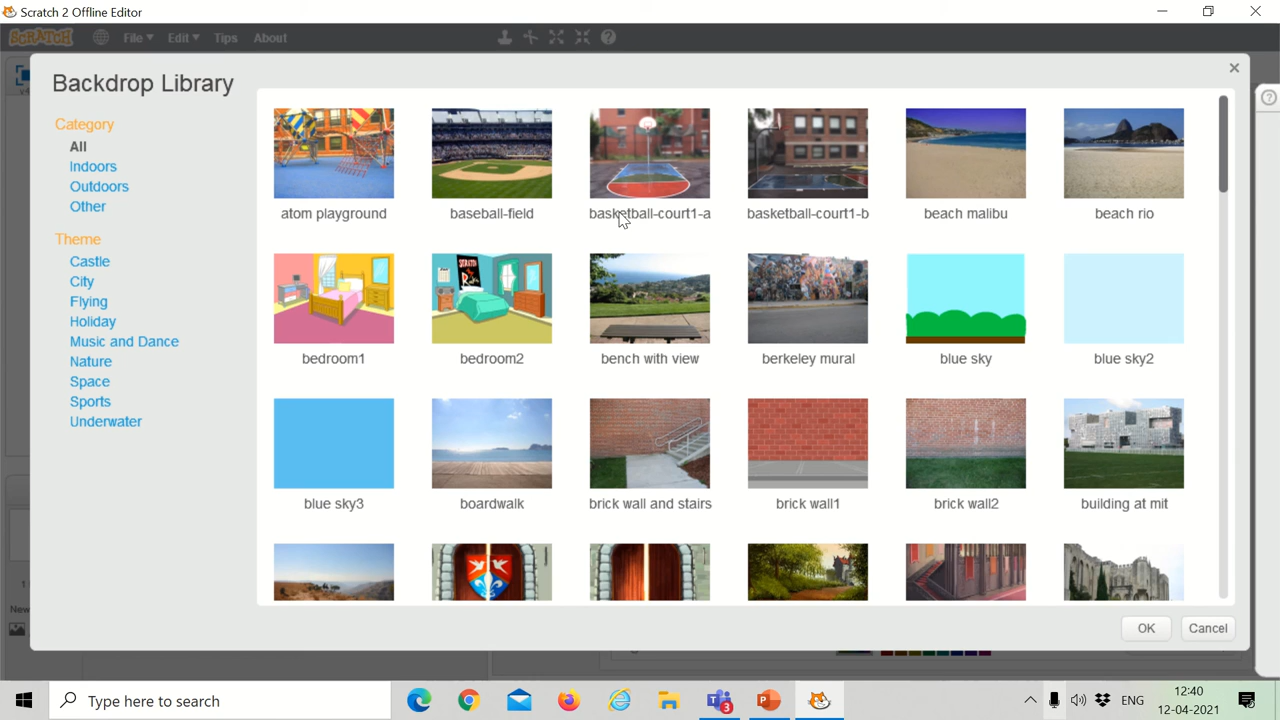 Scratch 2 Offline Editor
SCRATCH File Edit Tips About
Backdrop Library
Category
All
Indoors
Outdoors
Other
Theme
Castle
City
Flying
Holiday
Music and Dance
Nature
Space
Sports
Underwater
atom playground baseball-field basketball-court1-a basketball-court1-b beach malibu beach rio
bedroom1 bedroom2 bench with view berkeley mural blue sky blue sky2
blue sky3 boardwalk brick wall and stairs brick wall1 brick wall2 building at mit
OK Cancel
New
Type here to search
3
ENG
12:40
12-04-2021